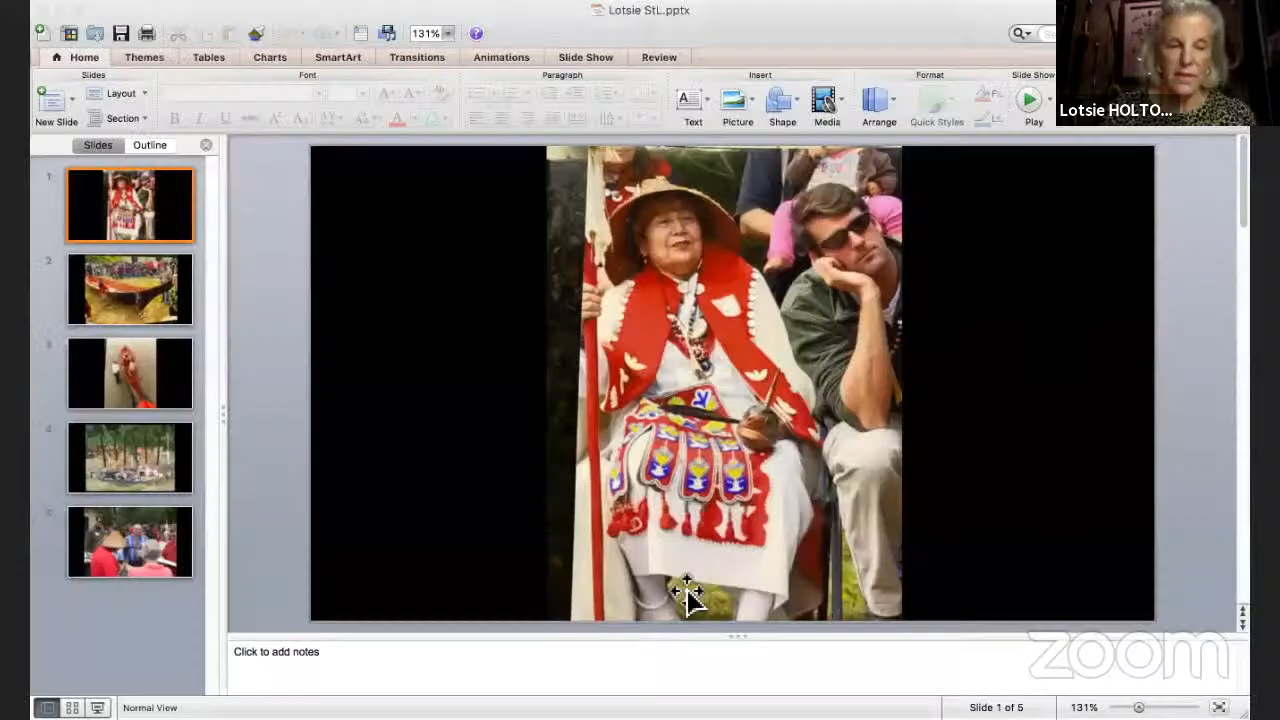 Lotsie StL.pptx
131%
Home Themes Tables Charts SmartArt Transitions Animations Slide Show Review
Slides Font Paragraph Insert Format Slide Show
Layout
Section
New Slide
Text Picture Shape Media Arrange Quick Styles Play
Lotsie HOLTO...
Slides Outline
1
2
3
4
5
Click to add notes
zoom
Normal View Slide 1 of 5 131%